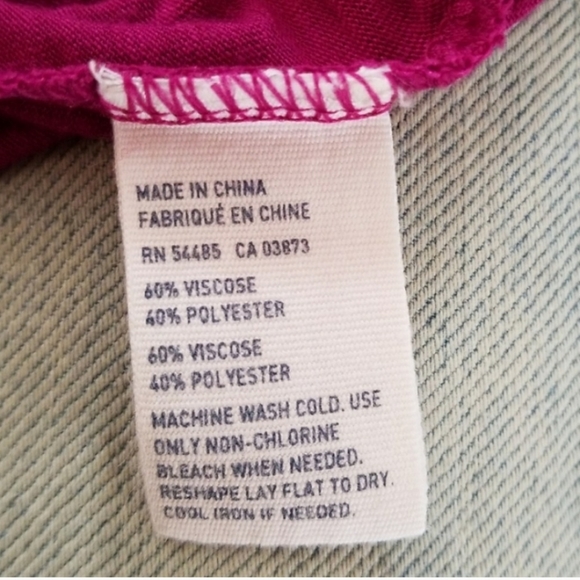 MADE IN CHINA
FABRIQUÉ EN CHINE
RN 54485 CA 03873
60% VISCOSE
40% POLYESTER
60% VISCOSE
40% POLYESTER
MACHINE WASH COLD. USE
ONLY NON-CHLORINE
BLEACH WHEN NEEDED.
RESHAPE LAY FLAT TO DRY.
COOL IRON IF NEEDED.